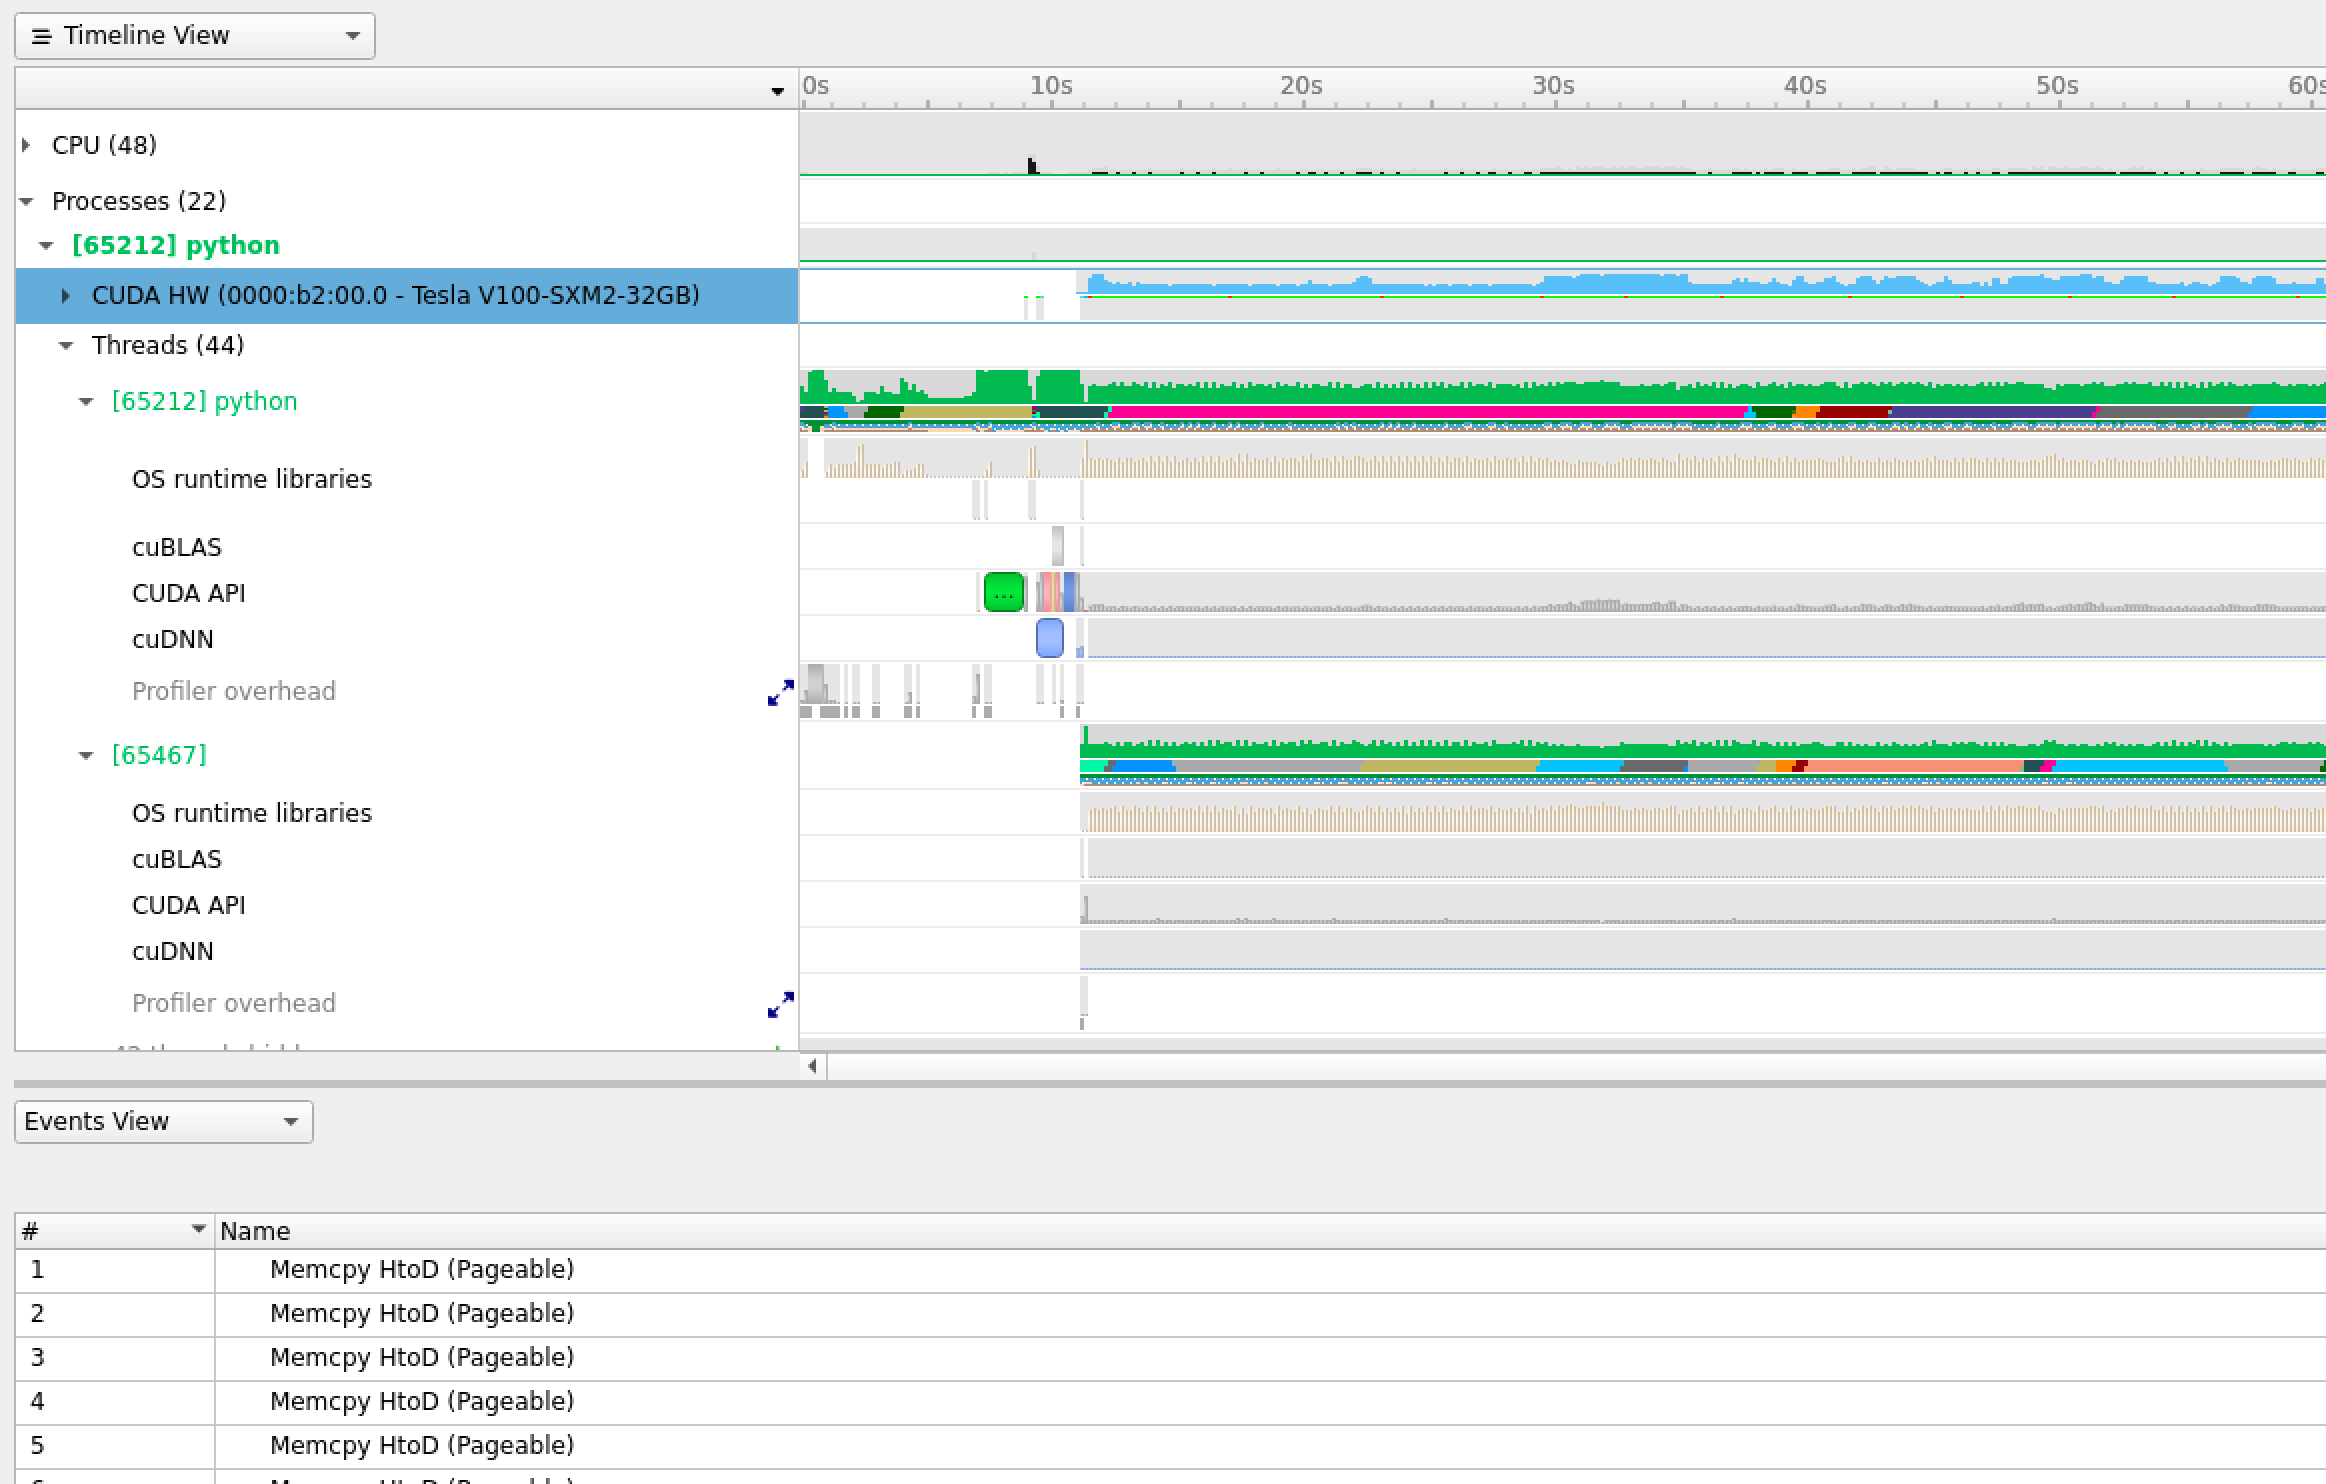 Timeline View
0s 10s 20s 30s 40s 50s 60s
CPU (48)
Processes (22)
[65212] python
CUDA HW (0000:b2:00.0 - Tesla V100-SXM2-32GB)
Threads (44)
[65212] python
OS runtime libraries
cuBLAS
CUDA API
...
cuDNN
Profiler overhead
[65467]
OS runtime libraries
cuBLAS
CUDA API
cuDNN
Profiler overhead
Events View
# Name
1 Memcpy HtoD (Pageable)
2 Memcpy HtoD (Pageable)
3 Memcpy HtoD (Pageable)
4 Memcpy HtoD (Pageable)
5 Memcpy HtoD (Pageable)